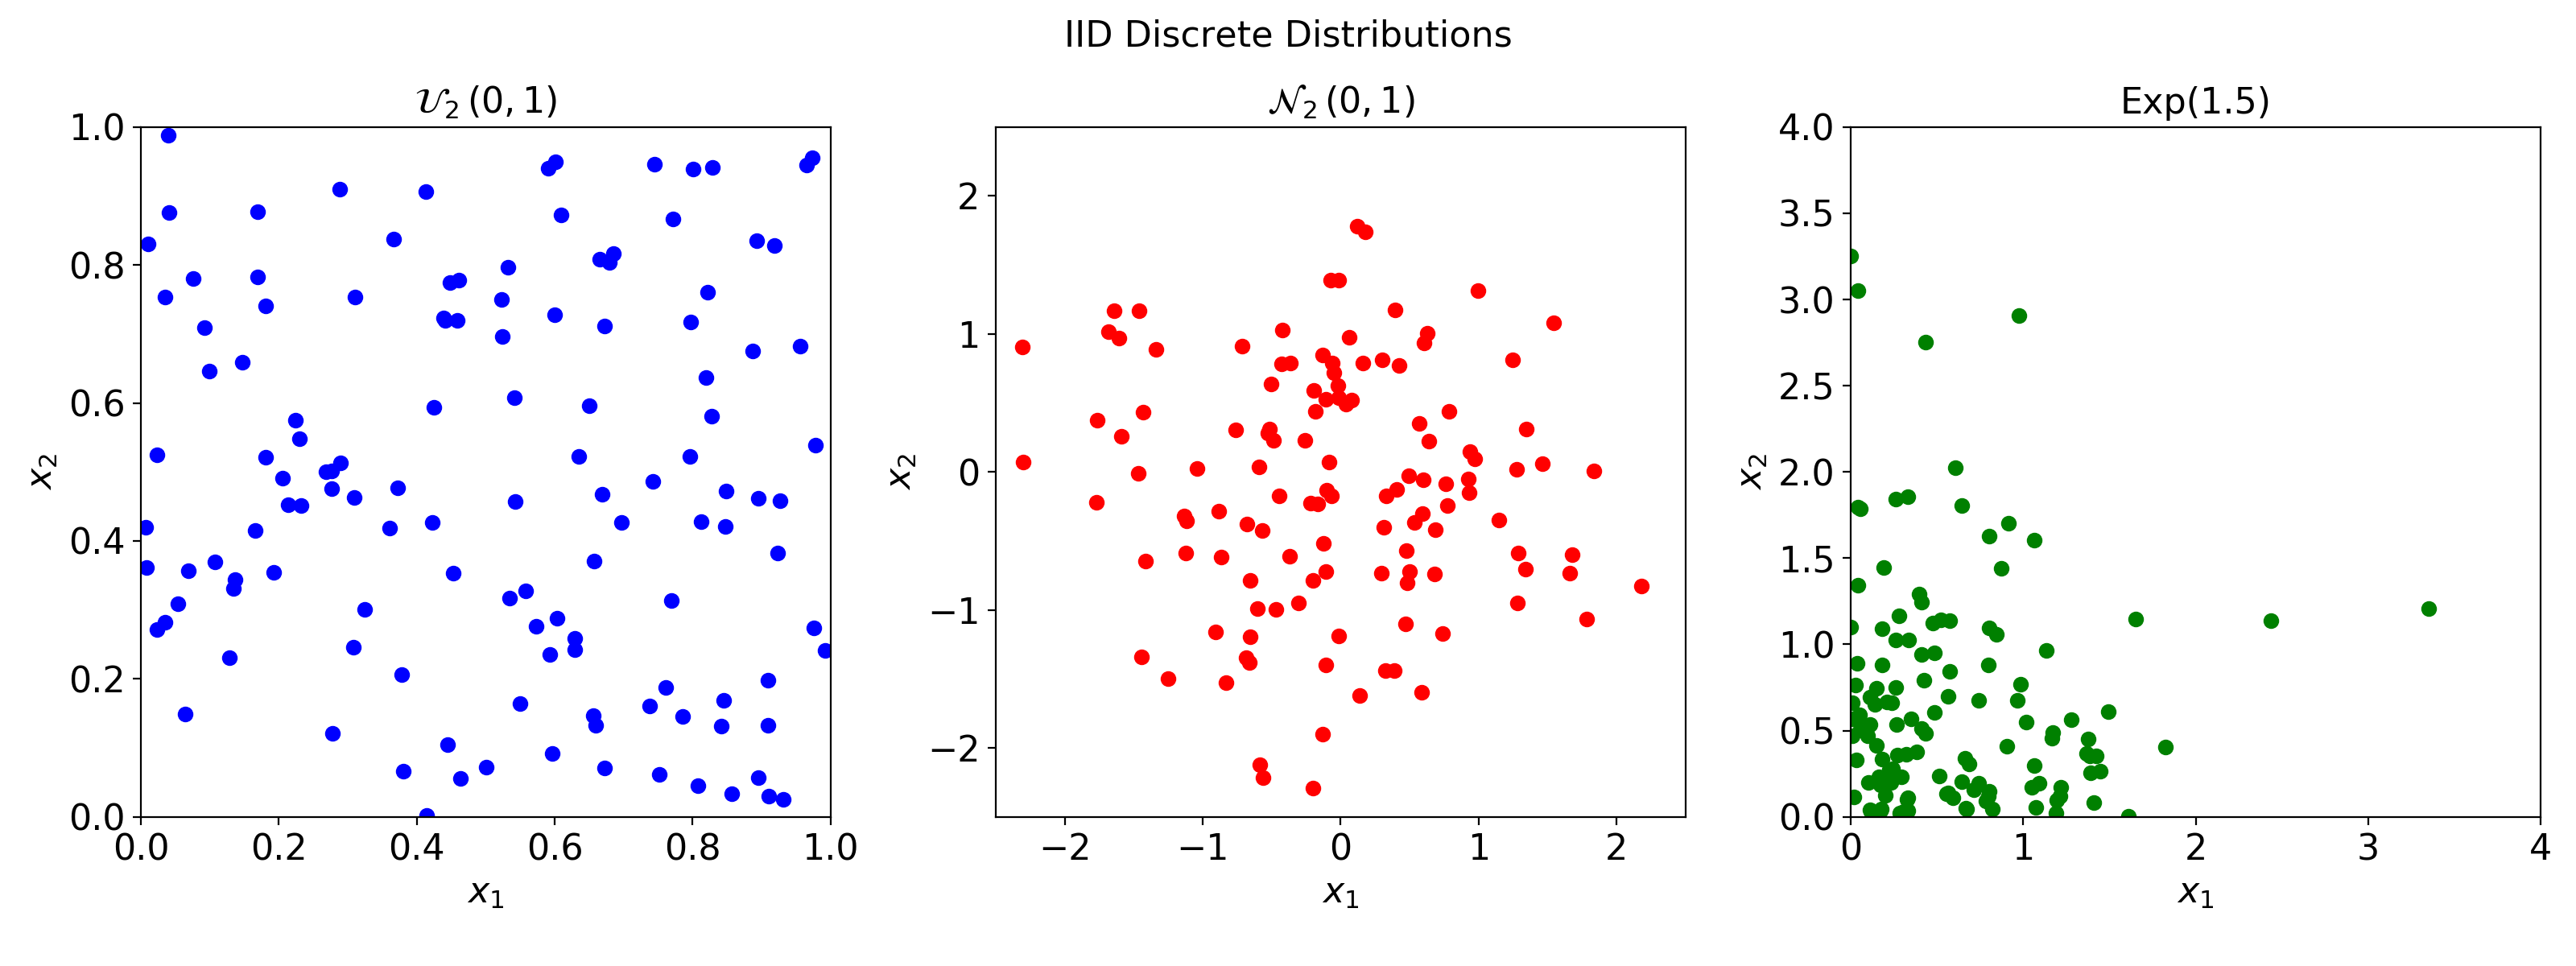 IID Discrete Distributions
𝒰₂ (0, 1)
1.0
0.8
0.6
0.4
0.2
0.0
x₂
0.0 0.2 0.4 0.6 0.8 1.0
x₁
𝒩₂ (0, 1)
2
1
0
−1
−2
x₂
−2 −1 0 1 2
x₁
Exp(1.5)
4.0
3.5
3.0
2.5
2.0
1.5
1.0
0.5
0.0
x₂
0 1 2 3 4
x₁